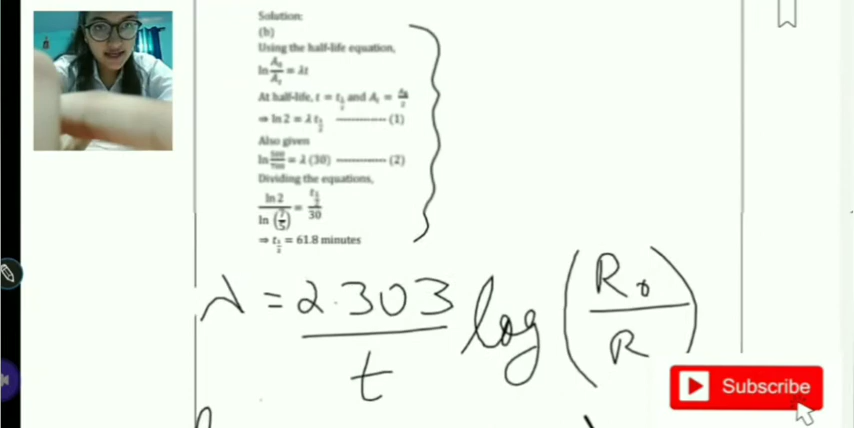 Solution:
(b)
Using the half-life equation,
ln A₀/Aₜ = λt
At half-life, t = t½ and Aₜ = A₀/2
⇒ ln 2 = λ t½ ------------ (1)
Also given
ln = λ (30) ------------ (2)
Dividing the equations,
ln 2 / ln (7/5) = t½ / 30
⇒ t½ = 61.8 minutes
λ = 2.303/t log (R₀/R)
Subscribe